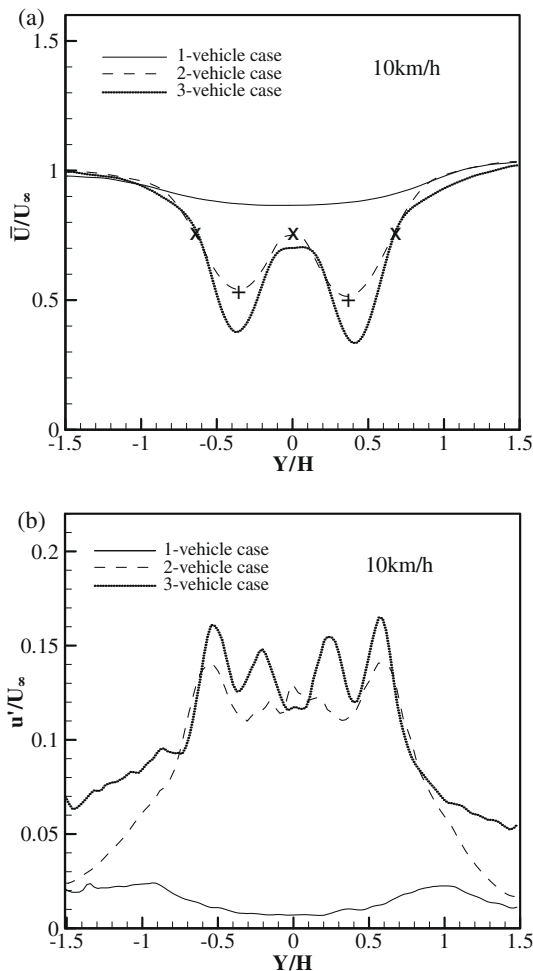 (a)
1.5
1-vehicle case
2-vehicle case
3-vehicle case
10km/h
1
0.5
0
U̅/U∞
x x x
+ +
-1.5 -1 -0.5 0 0.5 1 1.5
Y/H
(b)
0.2
1-vehicle case
2-vehicle case
3-vehicle case
10km/h
0.15
0.1
0.05
0
u'/U∞
-1.5 -1 -0.5 0 0.5 1 1.5
Y/H